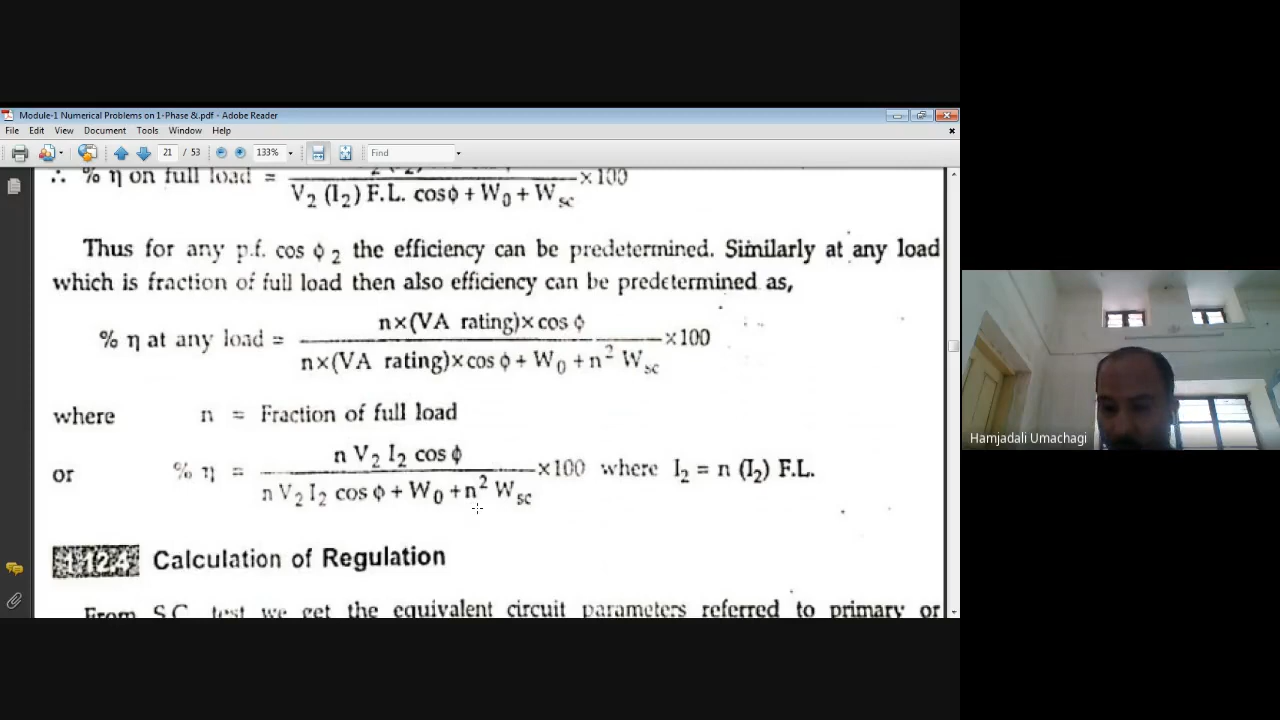 Module-1 Numerical Problems on 1-Phase &I.pdf - Adobe Reader
File Edit View Document Tools Window Help
21 / 53 133% Find
∴ % η on full load = ×100
V₂ (I₂) F.L. cosϕ + W₀ + Wsc
Thus for any p.f. cos ϕ ₂ the efficiency can be predetermined. Similarly at any load
which is fraction of full load then also efficiency can be predetermined as,
% η at any load = n×(VA rating)×cos ϕ / n×(VA rating)×cos ϕ + W₀ + n² Wsc ×100
where n = Fraction of full load
or % η = n V₂ I₂ cos ϕ / n V₂ I₂ cos ϕ + W₀ + n² Wsc ×100 where I₂ = n (I₂) F.L.
1.12.4 Calculation of Regulation
From S.C. test we get the equivalent circuit parameters referred to primary or
Hamjadali Umachagi